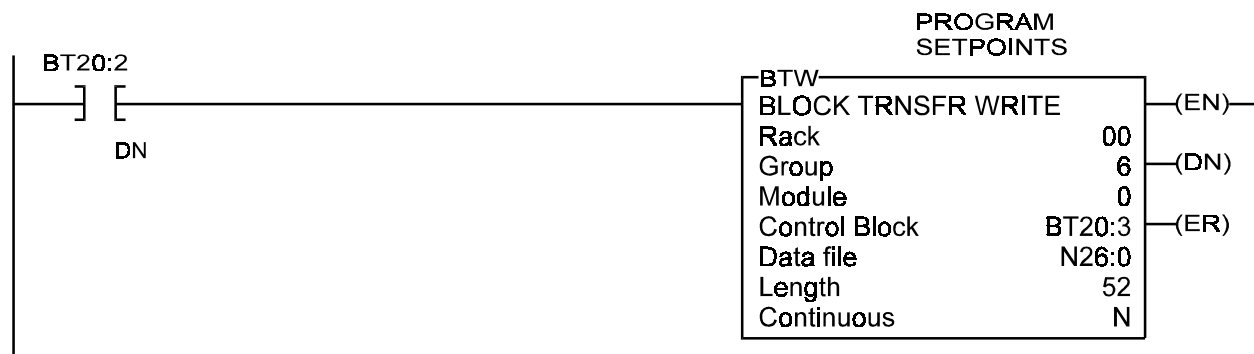 PROGRAM
SETPOINTS
BT20:2
DN
BTW
BLOCK TRNSFR WRITE (EN)
Rack 00
Group 6 (DN)
Module 0
Control Block BT20:3 (ER)
Data file N26:0
Length 52
Continuous N